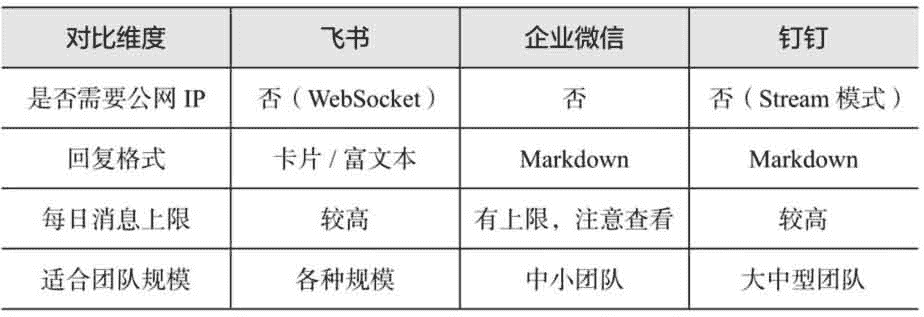 对比维度 飞书 企业微信 钉钉
是否需要公网 IP 否（WebSocket） 否 否（Stream 模式）
回复格式 卡片 / 富文本 Markdown Markdown
每日消息上限 较高 有上限，注意查看 较高
适合团队规模 各种规模 中小团队 大中型团队